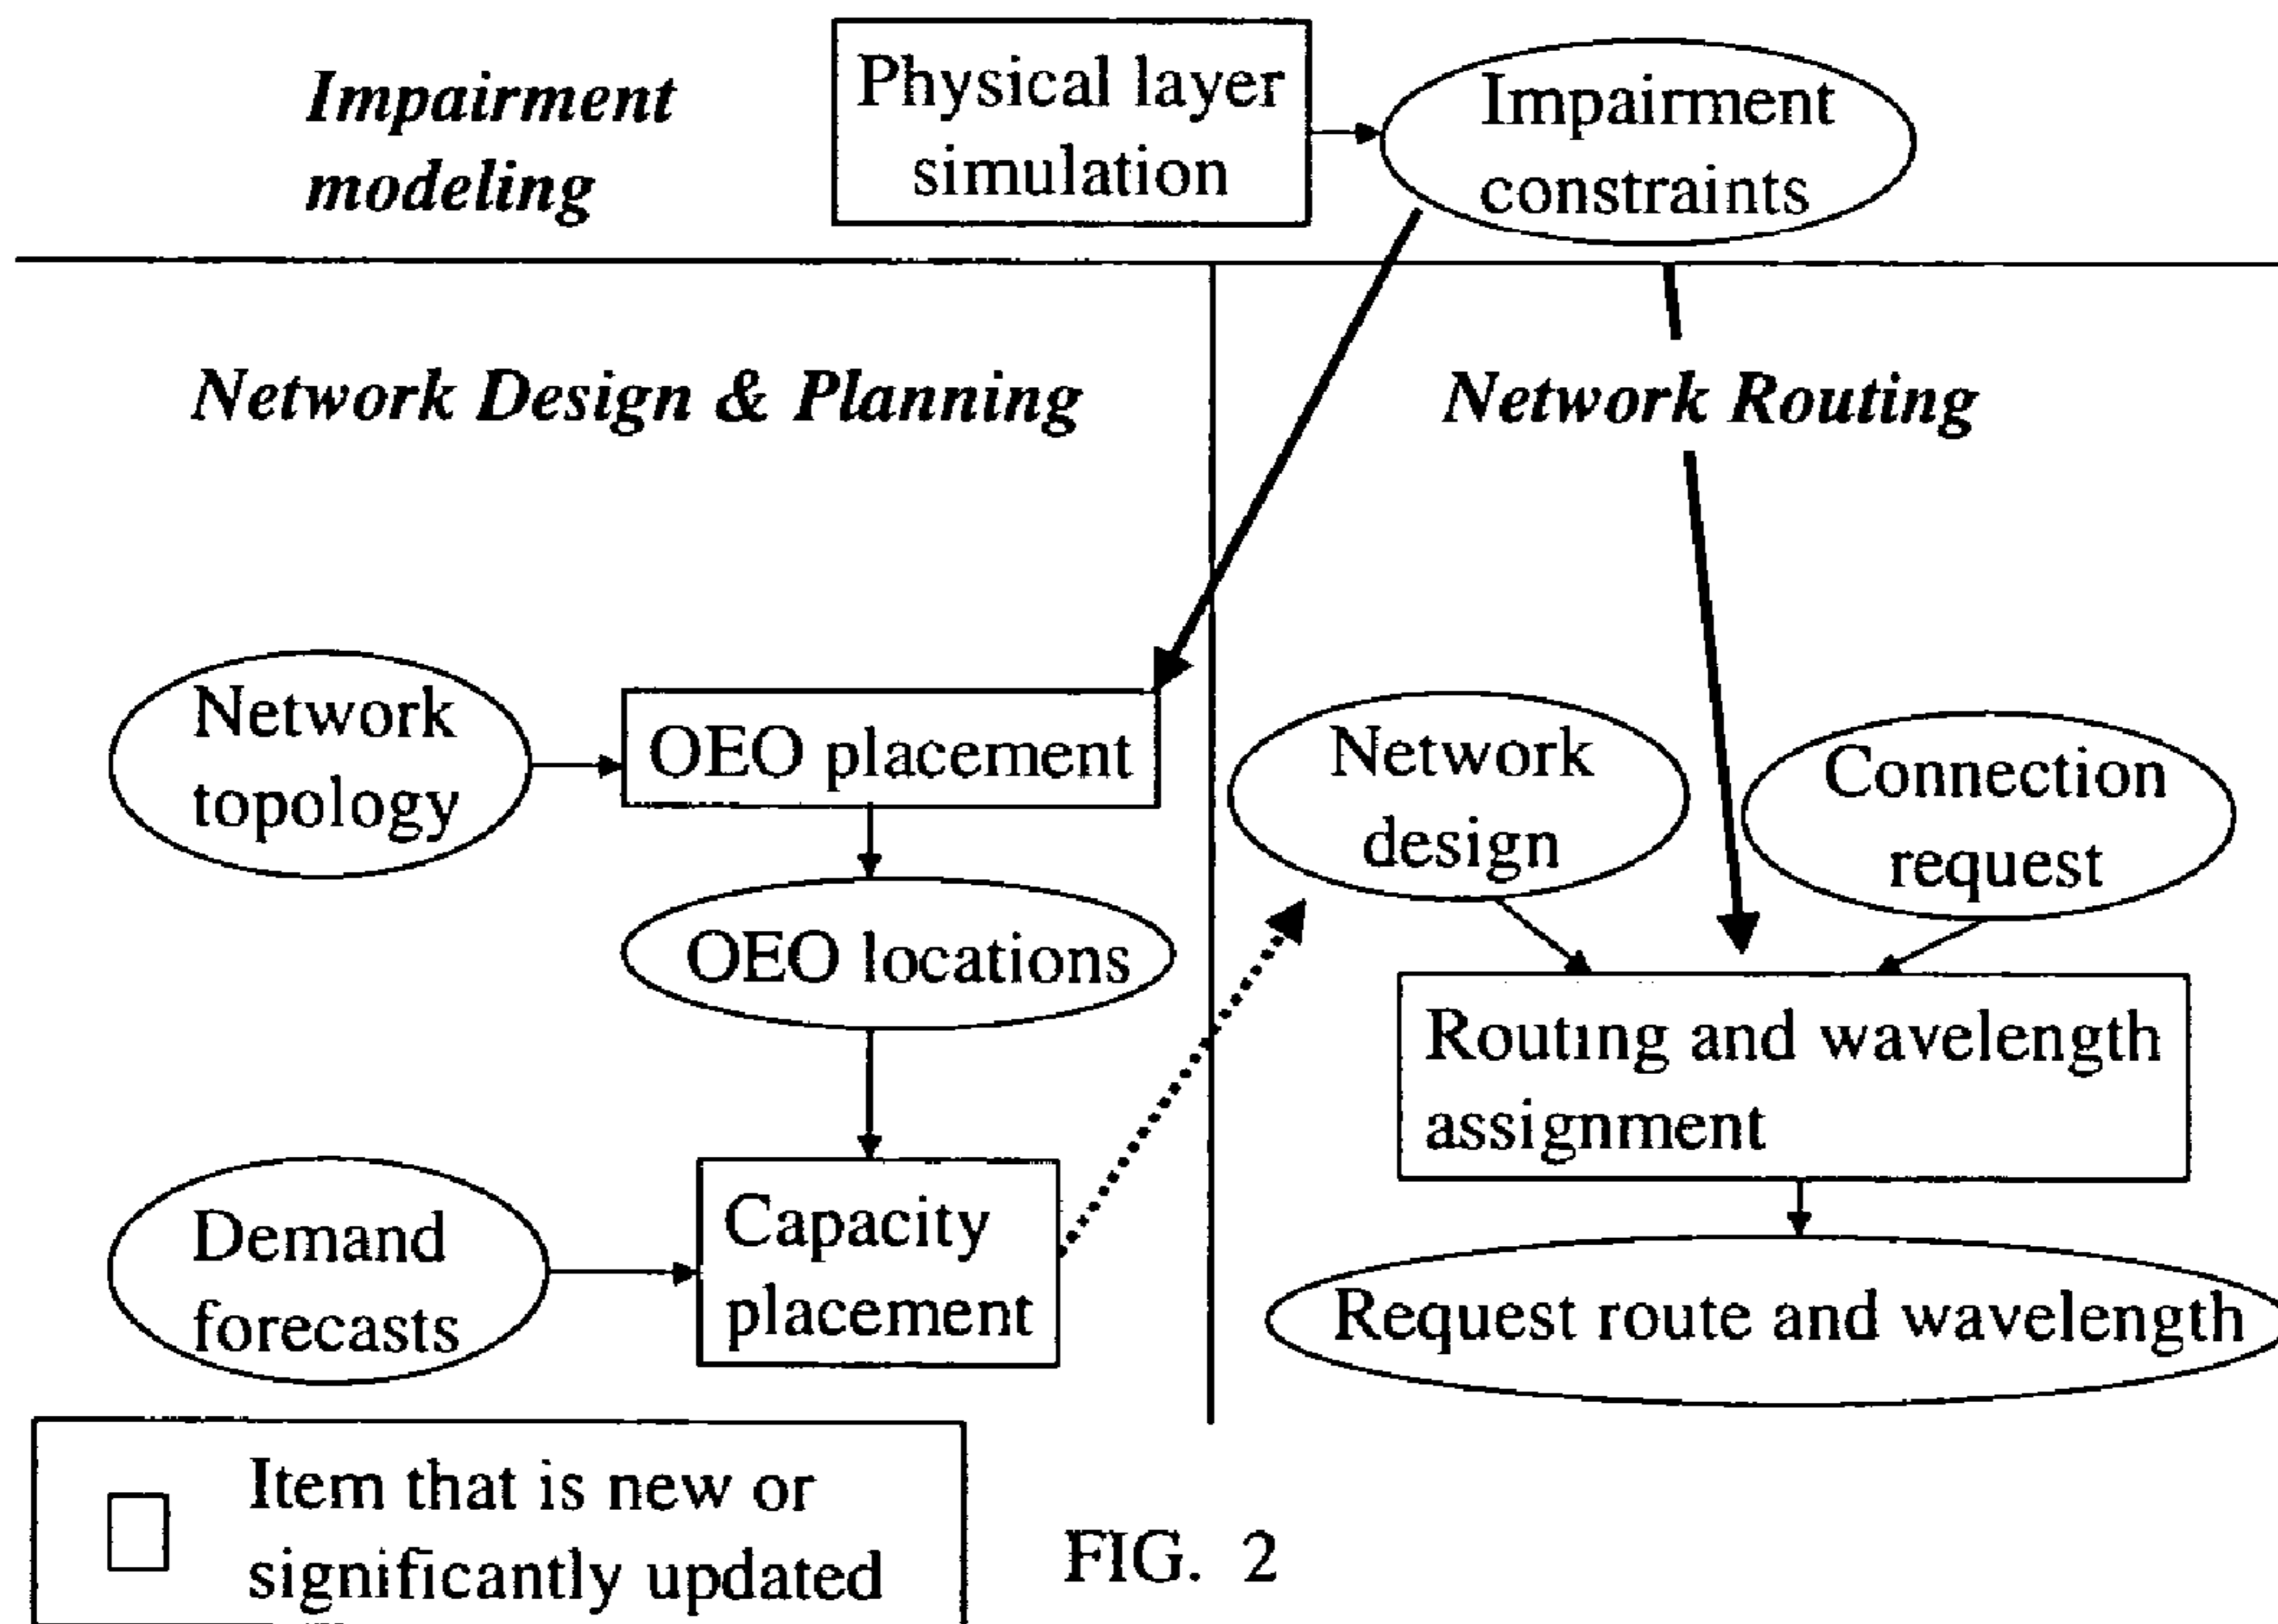 Impairment
modeling
Physical layer
simulation
Impairment
constraints
Network Design & Planning
Network Routing
Network
topology
OEO placement
OEO locations
Demand
forecasts
Capacity
placement
Network
design
Connection
request
Routing and wavelength
assignment
Request route and wavelength
Item that is new or
significantly updated
FIG. 2